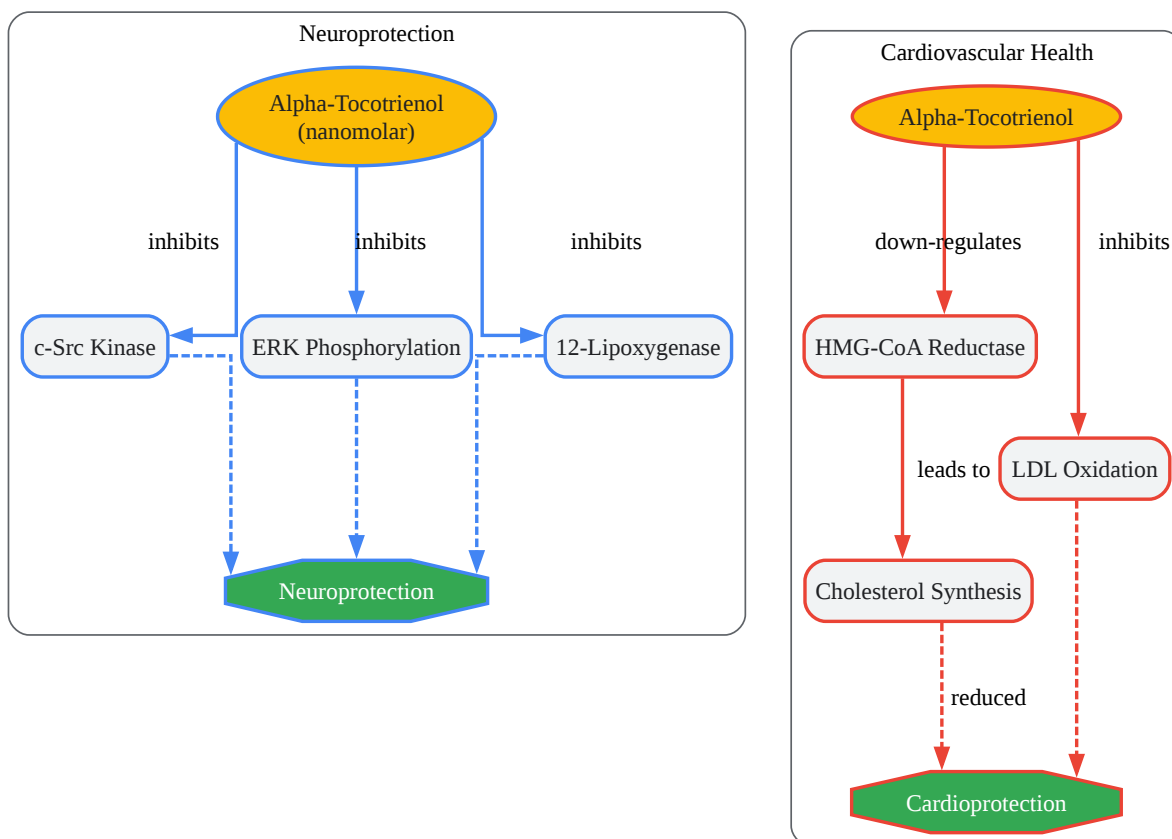 Neuroprotection
Alpha-Tocotrienol
(nanomolar)
inhibits
inhibits
inhibits
c-Src Kinase
ERK Phosphorylation
12-Lipoxygenase
Neuroprotection
Cardiovascular Health
Alpha-Tocotrienol
down-regulates
inhibits
HMG-CoA Reductase
leads to
LDL Oxidation
Cholesterol Synthesis
reduced
Cardioprotection